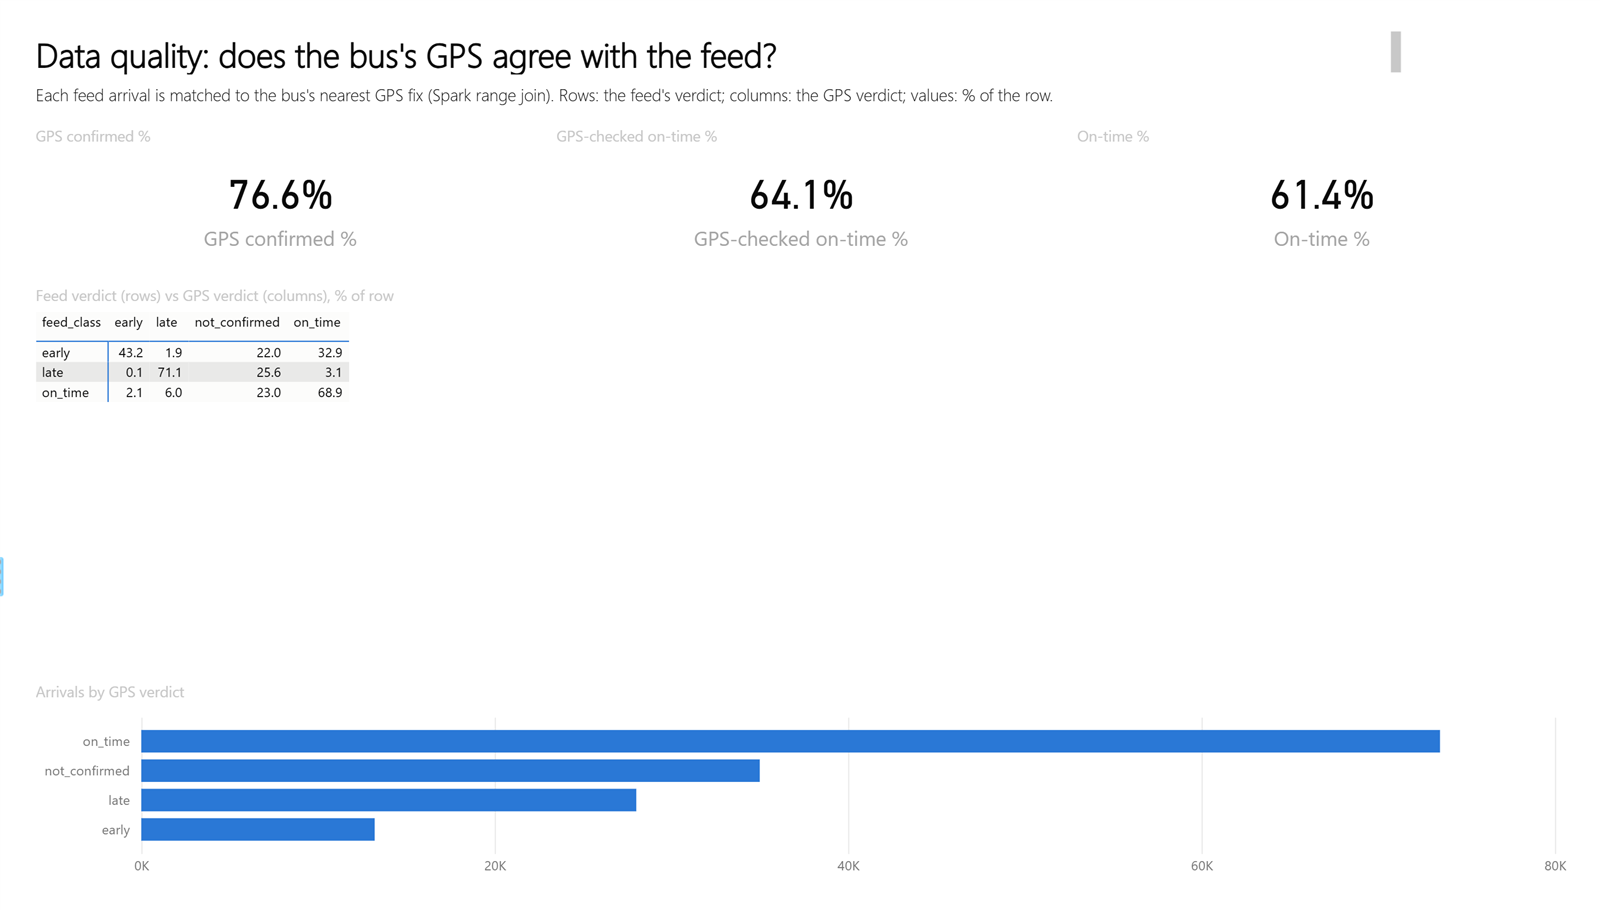 Data quality: does the bus's GPS agree with the feed?
Each feed arrival is matched to the bus's nearest GPS fix (Spark range join). Rows: the feed's verdict; columns: the GPS verdict; values: % of the row.
GPS confirmed % GPS-checked on-time % On-time %
76.6% 64.1% 61.4%
GPS confirmed % GPS-checked on-time % On-time %
Feed verdict (rows) vs GPS verdict (columns), % of row
feed_class early late not_confirmed on_time
early 43.2 1.9 22.0 32.9
late 0.1 71.1 25.6 3.1
on_time 2.1 6.0 23.0 68.9
Arrivals by GPS verdict
on_time
not_confirmed
late
early
0K 20K 40K 60K 80K